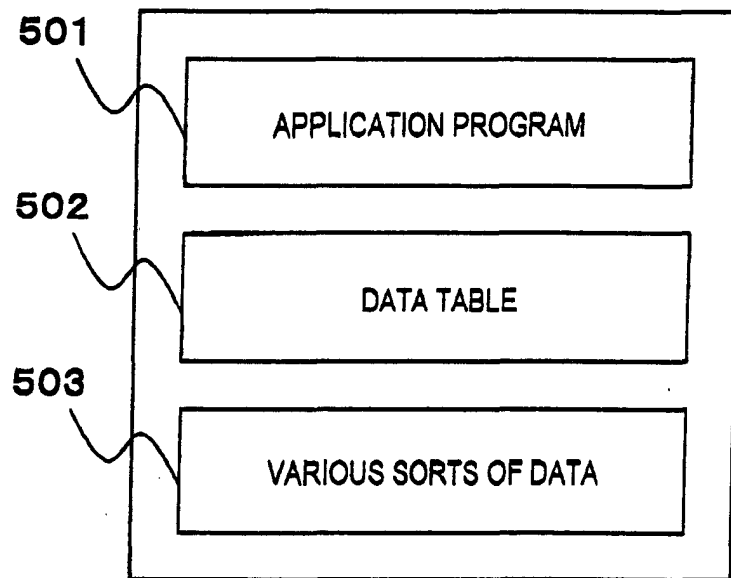 501
APPLICATION PROGRAM
502
DATA TABLE
503
VARIOUS SORTS OF DATA